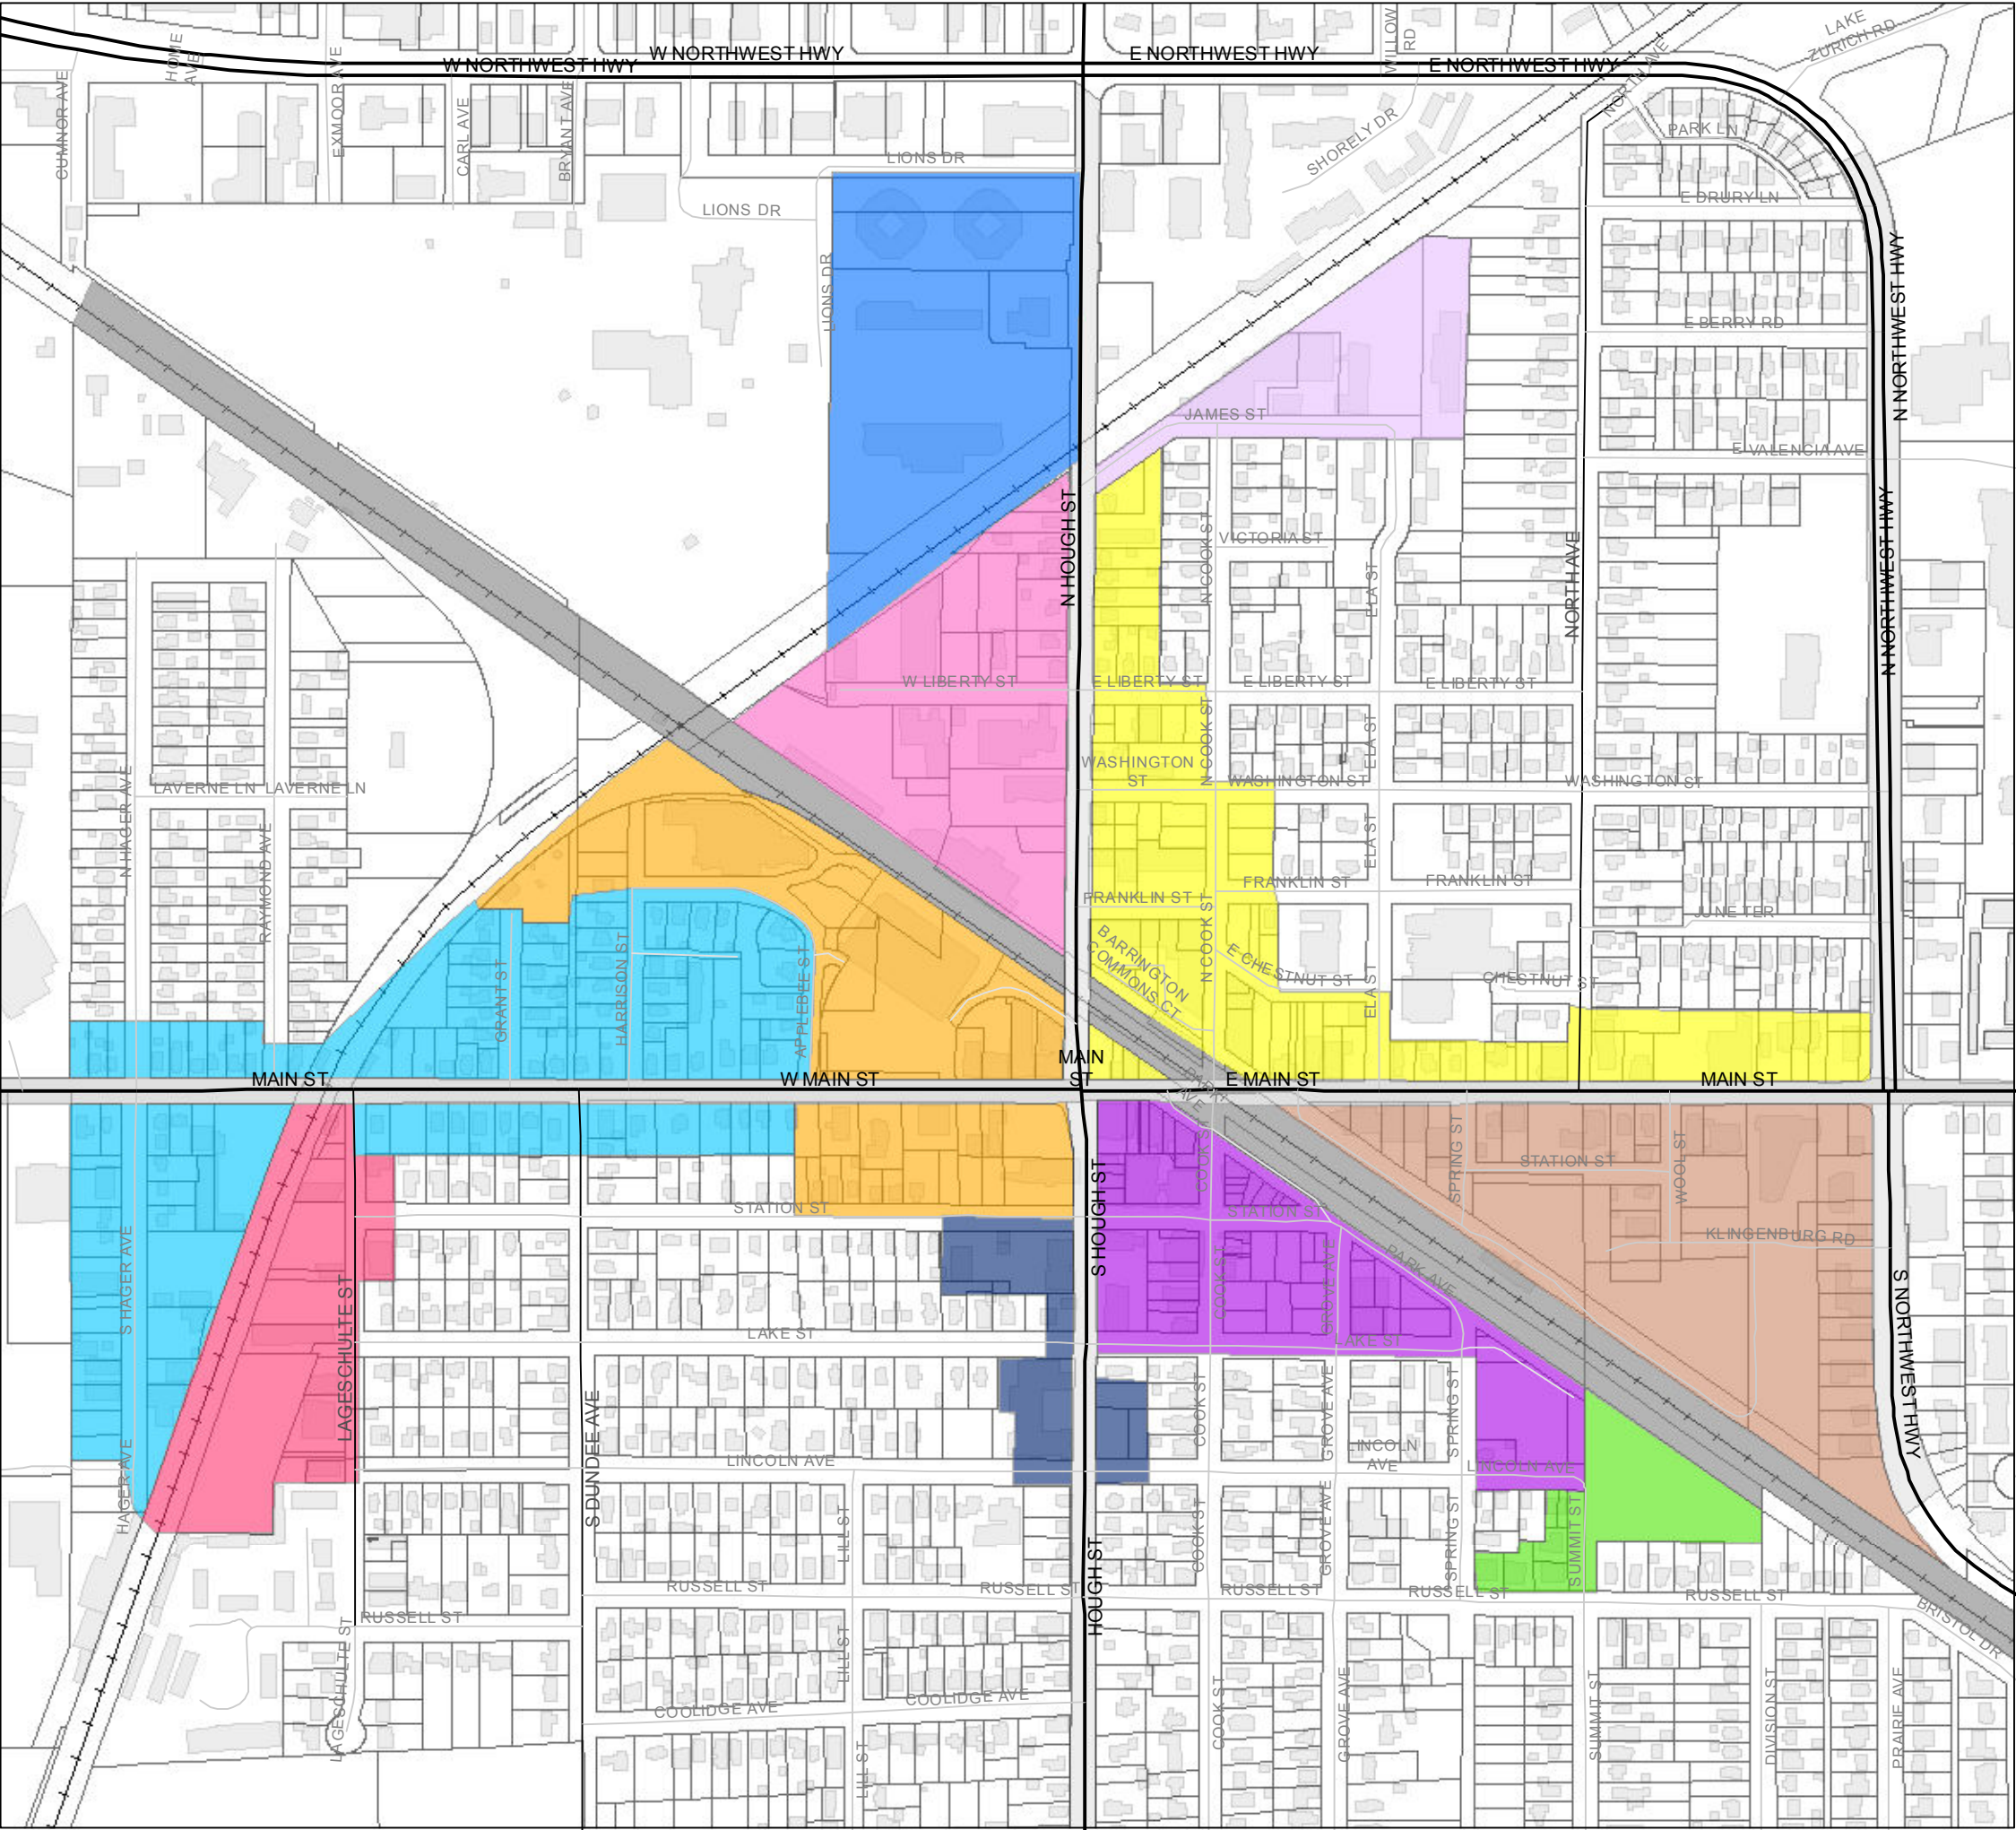 LAKE
ZURICH RD
WILLOW
RD
HOME
AVE
W NORTHWEST HWY
E NORTHWEST HWY
W NORTHWEST HWY
E NORTHWEST HWY
NORTH AVE
CUMNOR AVE
EXMOOR AVE
CARL AVE
BRYANT AVE
SHORELY DR
PARK LN
LIONS DR
E DRURY LN
LIONS DR
LIONS DR
N NORTHWEST HWY
E BERRY RD
JAMES ST
E VALENCIA AVE
N HOUGH ST
N COOK ST
VICTORIA ST
ELA ST
NORTH AVE
N NORTHWEST HWY
W LIBERTY ST
E LIBERTY ST
E LIBERTY ST
E LIBERTY ST
N COOK ST
ELA ST
WASHINGTON
ST
WASHINGTON ST
WASHINGTON ST
LAVERNE LN
LAVERNE LN
N HAGER AVE
RAYMOND AVE
ELA ST
FRANKLIN ST
FRANKLIN ST
FRANKLIN ST
JUNE TER
N COOK ST
BARRINGTON
COMMONS CT
E CHESTNUT ST
CHESTNUT ST
ELA ST
GRANT ST
HARRISON ST
APPLEBEE ST
MAIN ST
W MAIN ST
MAIN
ST
E MAIN ST
MAIN ST
PARK
AVE
COOK ST
SPRING ST
STATION ST
WOOL ST
S HOUGH ST
STATION ST
STATION ST
KLINGENBURG RD
S HAGER AVE
LAGESCHULTE ST
COOK ST
GROVE AVE
PARK AVE
LAKE ST
LAKE ST
S NORTHWEST HWY
S DUNDEE AVE
COOK ST
GROVE AVE
SPRING ST
LINCOLN AVE
LINCOLN
AVE
LINCOLN AVE
HAGER AVE
LILL ST
COOK ST
GROVE AVE
SPRING ST
SUMMIT ST
HOUGH ST
RUSSELL ST
RUSSELL ST
RUSSELL ST
RUSSELL ST
RUSSELL ST
RUSSELL ST
BRISTOL DR
LAGESCHULTE ST
LILL ST
COOLIDGE AVE
COOLIDGE AVE
COOK ST
GROVE AVE
SUMMIT ST
DIVISION ST
PRAIRIE AVE
LILL ST